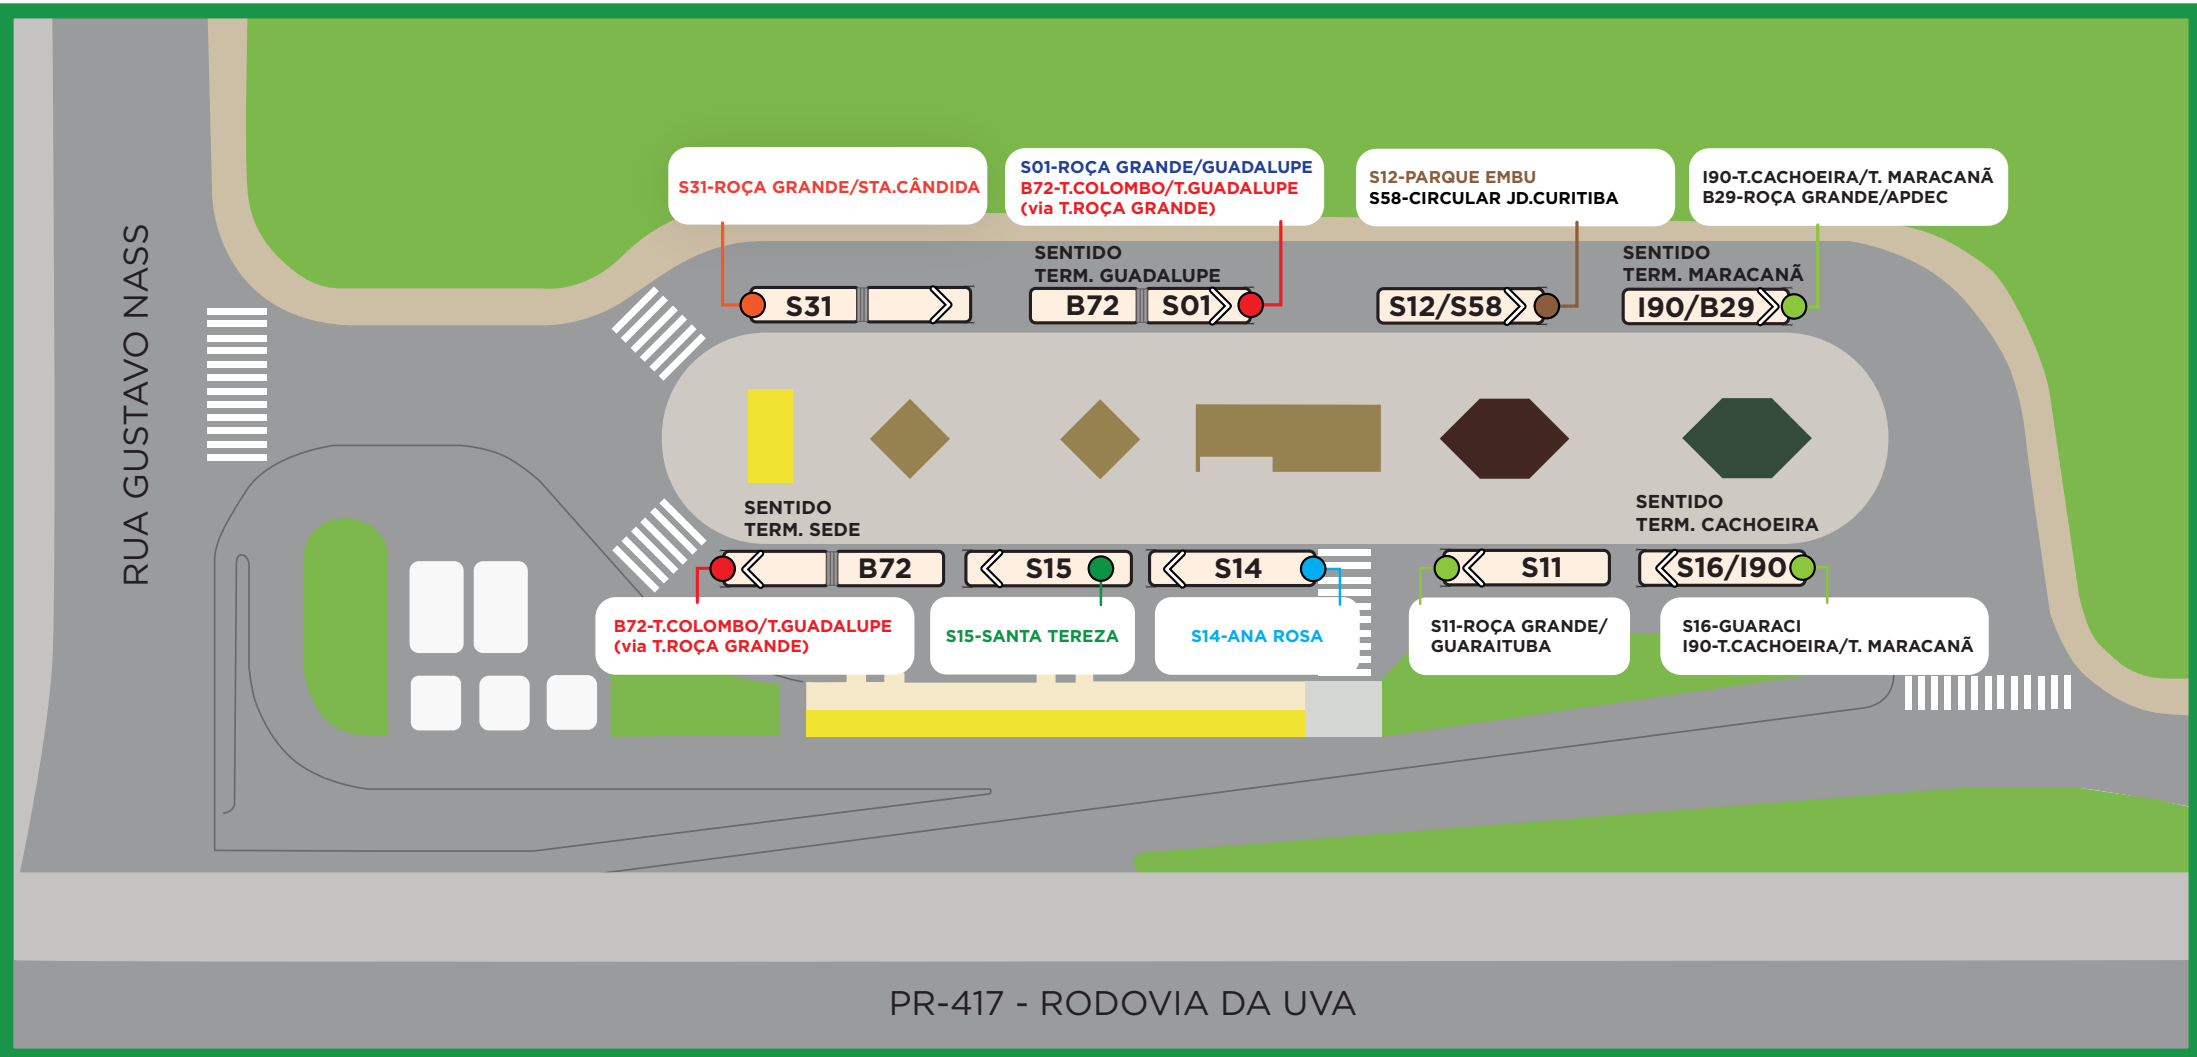 S31-ROÇA GRANDE/STA.CÂNDIDA
S01-ROÇA GRANDE/GUADALUPE
B72-T.COLOMBO/T.GUADALUPE
(via T.ROÇA GRANDE)
S12-PARQUE EMBU
S58-CIRCULAR JD.CURITIBA
I90-T.CACHOEIRA/T. MARACANÃ
B29-ROÇA GRANDE/APDEC
SENTIDO
TERM. GUADALUPE
SENTIDO
TERM. MARACANÃ
S31
B72
S01
S12/S58
I90/B29
RUA GUSTAVO NASS
SENTIDO
TERM. SEDE
SENTIDO
TERM. CACHOEIRA
B72
S15
S14
S11
S16/I90
B72-T.COLOMBO/T.GUADALUPE
(via T.ROÇA GRANDE)
S15-SANTA TEREZA
S14-ANA ROSA
S11-ROÇA GRANDE/
GUARAITUBA
S16-GUARACI
I90-T.CACHOEIRA/T. MARACANÃ
PR-417 - RODOVIA DA UVA